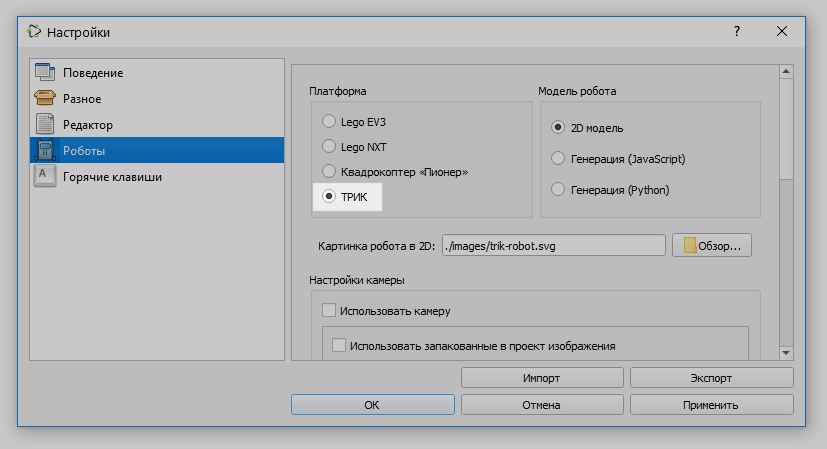 Настройки
?
Поведение
Разное
Редактор
Роботы
Горячие клавиши
Платформа
Lego EV3
Lego NXT
Квадрокоптер «Пионер»
ТРИК
Модель робота
2D модель
Генерация (JavaScript)
Генерация (Python)
Картинка робота в 2D: ./images/trik-robot.svg Обзор...
Настройки камеры
Использовать камеру
Использовать запакованные в проект изображения
Импорт Экспорт
ОК Отмена Применить